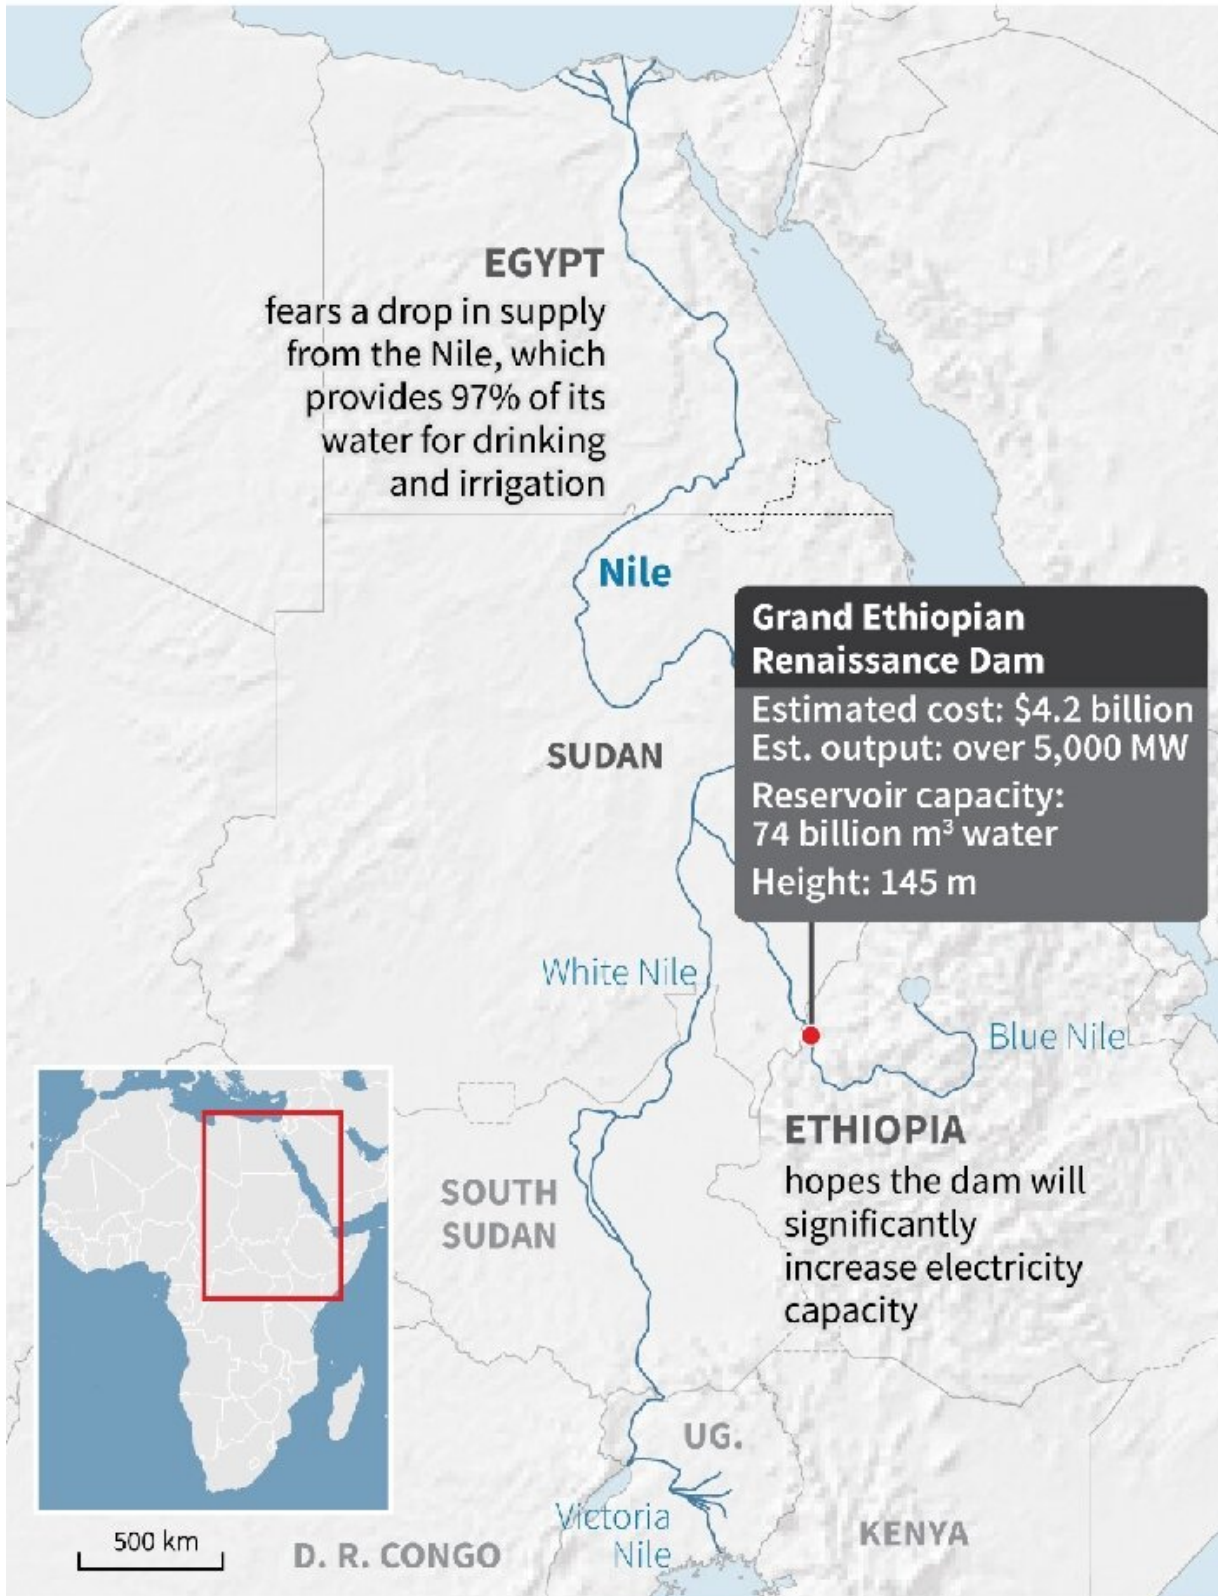 EGYPT
fears a drop in supply
from the Nile, which
provides 97% of its
water for drinking
and irrigation
Nile
Grand Ethiopian
Renaissance Dam
Estimated cost: $4.2 billion
Est. output: over 5,000 MW
Reservoir capacity:
74 billion m³ water
Height: 145 m
SUDAN
White Nile
Blue Nile
ETHIOPIA
hopes the dam will
significantly
increase electricity
capacity
SOUTH
SUDAN
UG.
Victoria
Nile
KENYA
D. R. CONGO
500 km